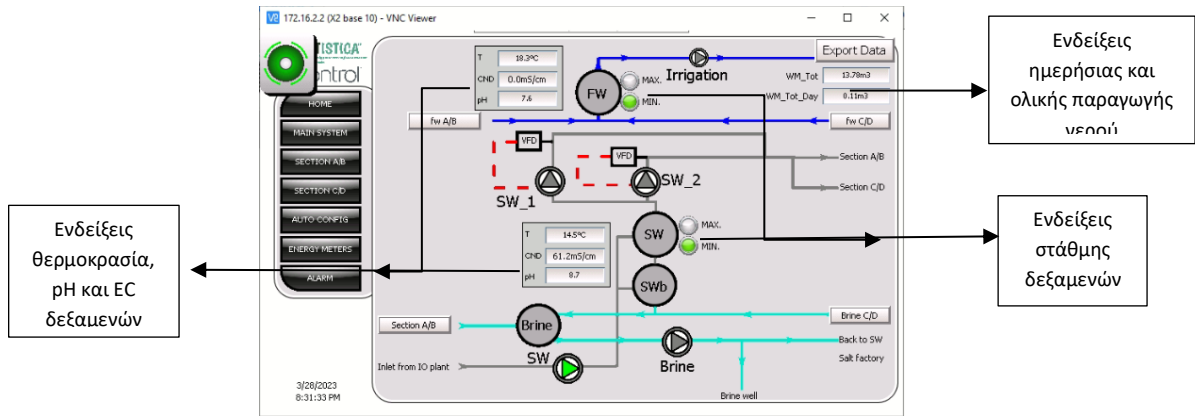 172.16.2.2 (X2 base 10) - VNC Viewer
TISTICA
ntrol
HOME
MAIN SYSTEM
SECTION A/B
SECTION C/D
AUTO CONFIG
ENERGY METERS
ALARM
3/28/2023
8:31:33 PM
T 18.3ºC
CND 0.0mS/cm
pH 7.6
FW
MAX.
MIN.
Irrigation
Export Data
WM_Tot 13.78m3
WM_Tot_Day 0.11m3
fw A/B
fw C/D
VFD
VFD
SW_1
SW_2
Section A/B
Section C/D
T 14.5ºC
CND 61.2mS/cm
pH 8.7
SW
MAX.
MIN.
SWb
Brine
Section A/B
Brine C/D
SW
Brine
Back to SW
Salt factory
Inlet from IO plant
Brine well
Ενδείξεις
ημερήσιας και
ολικής παραγωγής
νερού
Ενδείξεις
στάθμης
δεξαμενών
Ενδείξεις
θερμοκρασία,
pH και EC
δεξαμενών